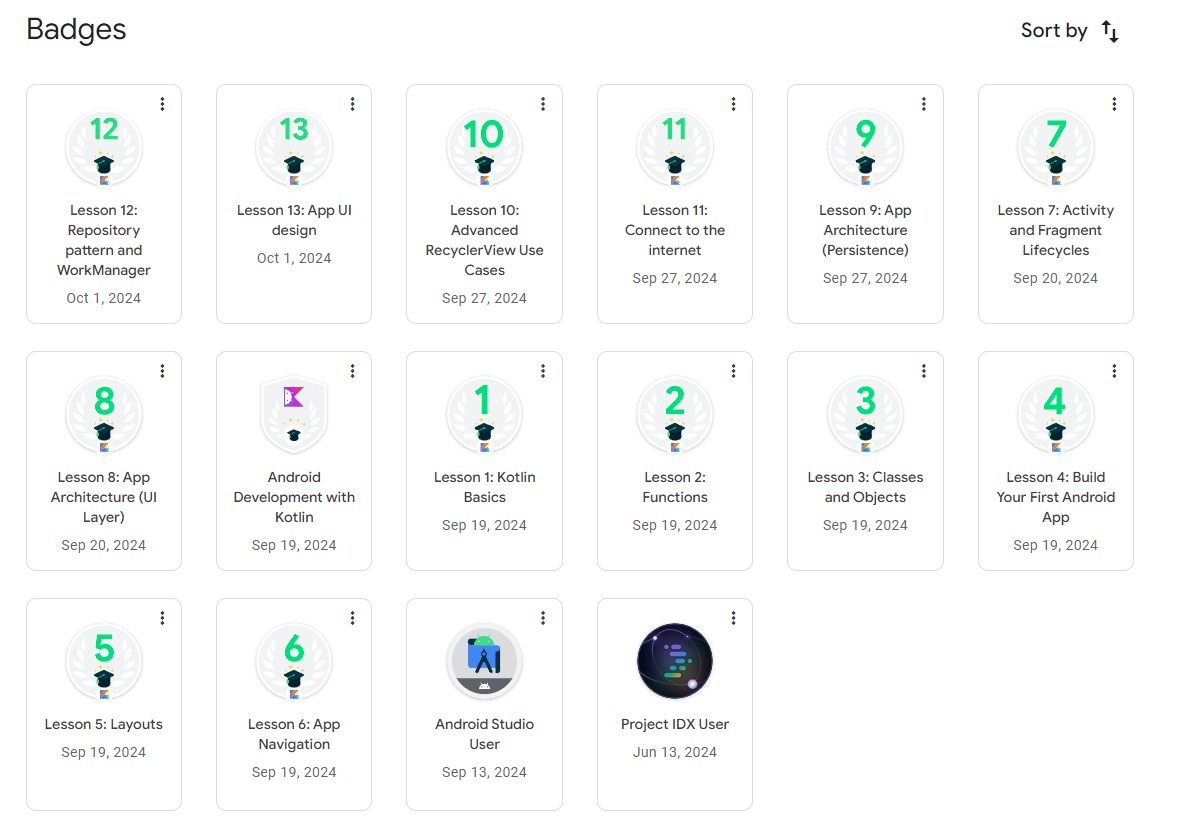 Badges
Sort by
12
Lesson 12:
Repository
pattern and
WorkManager
Oct 1, 2024
13
Lesson 13: App UI
design
Oct 1, 2024
10
Lesson 10:
Advanced
RecyclerView Use
Cases
Sep 27, 2024
11
Lesson 11:
Connect to the
internet
Sep 27, 2024
9
Lesson 9: App
Architecture
(Persistence)
Sep 27, 2024
7
Lesson 7: Activity
and Fragment
Lifecycles
Sep 20, 2024
8
Lesson 8: App
Architecture (UI
Layer)
Sep 20, 2024
Android
Development with
Kotlin
Sep 19, 2024
1
Lesson 1: Kotlin
Basics
Sep 19, 2024
2
Lesson 2:
Functions
Sep 19, 2024
3
Lesson 3: Classes
and Objects
Sep 19, 2024
4
Lesson 4: Build
Your First Android
App
Sep 19, 2024
5
Lesson 5: Layouts
Sep 19, 2024
6
Lesson 6: App
Navigation
Sep 19, 2024
Android Studio
User
Sep 13, 2024
Project IDX User
Jun 13, 2024